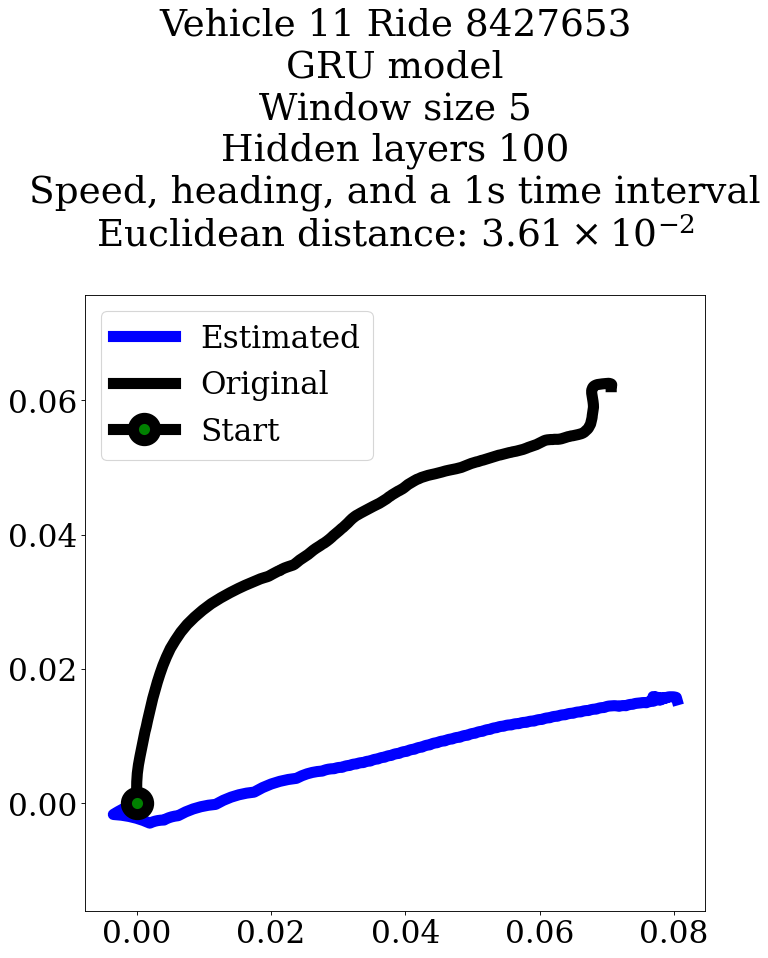 Vehicle 11 Ride 8427653
GRU model
Window size 5
Hidden layers 100
Speed, heading, and a 1s time interval
Euclidean distance: 3.61 × 10⁻²
Estimated
Original
Start
0.06
0.04
0.02
0.00
0.00 0.02 0.04 0.06 0.08